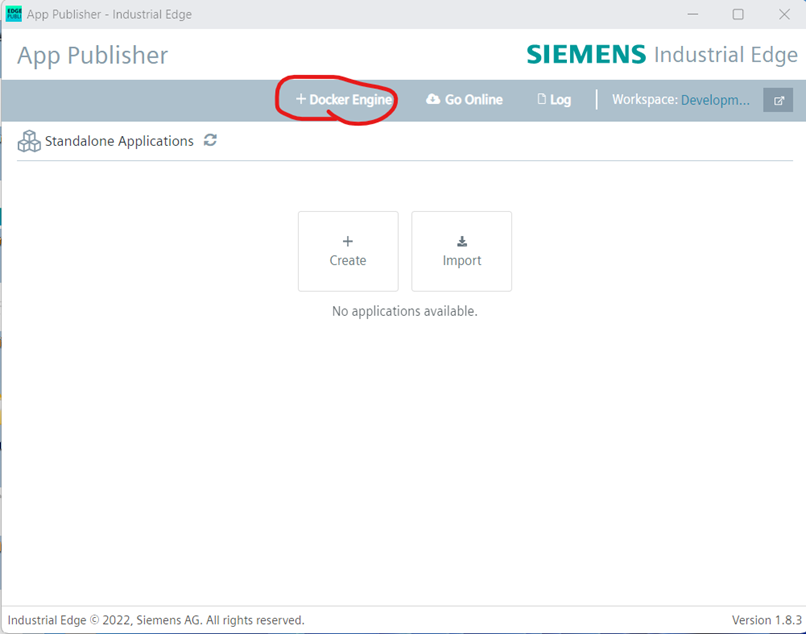 EDGE PUBLI App Publisher - Industrial Edge
App Publisher SIEMENS Industrial Edge
+ Docker Engine Go Online Log Workspace: Developm...
Standalone Applications
Create Import
No applications available.
Industrial Edge © 2022, Siemens AG. All rights reserved. Version 1.8.3